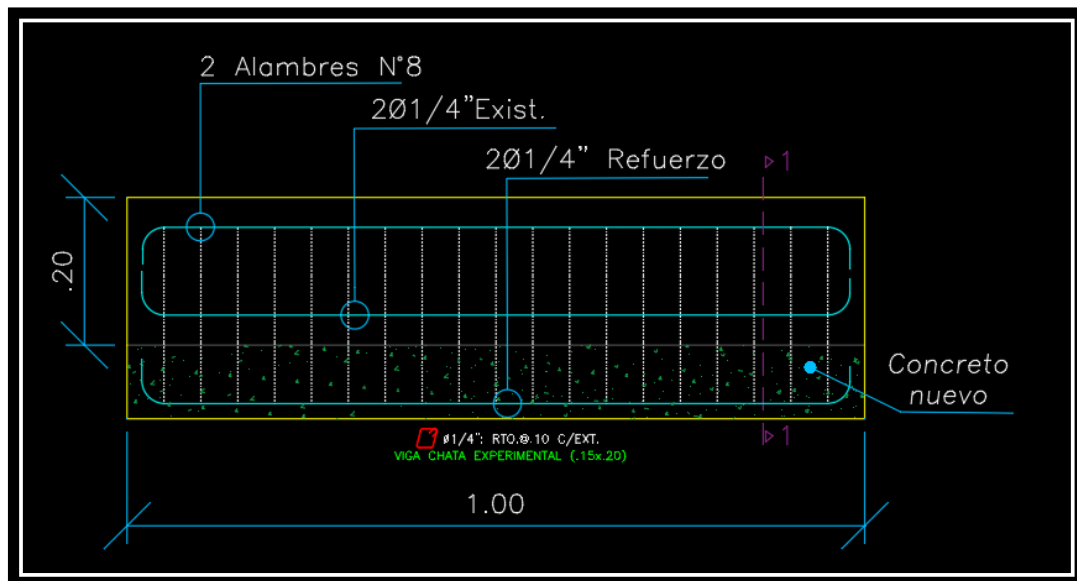 2 Alambres N°8
2Ø1/4"Exist.
2Ø1/4" Refuerzo
1
.20
Concreto
nuevo
1
ø1/4": RTO.@.10 C/EXT.
VIGA CHATA EXPERIMENTAL (.15x.20)
1.00